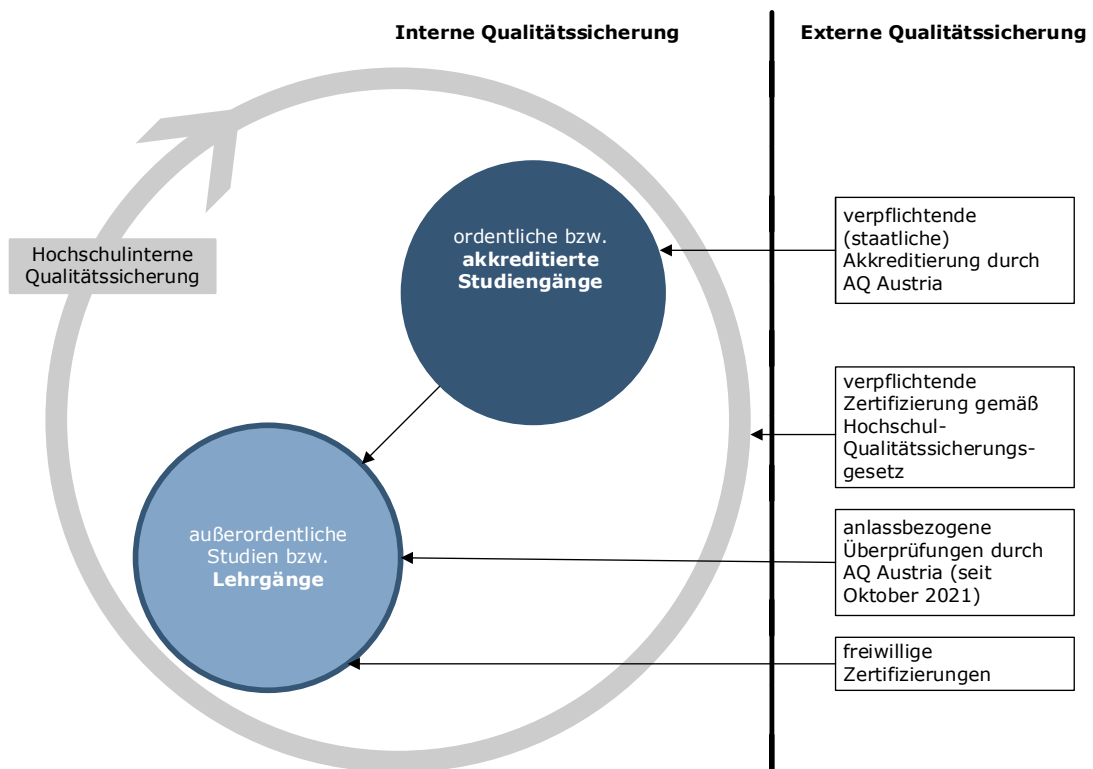 Interne Qualitätssicherung
Externe Qualitätssicherung
Hochschulinterne
Qualitätssicherung
ordentliche bzw.
akkreditierte
Studiengänge
außerordentliche
Studien bzw.
Lehrgänge
verpflichtende
(staatliche)
Akkreditierung durch
AQ Austria
verpflichtende
Zertifizierung gemäß
Hochschul-
Qualitätssicherungs-
gesetz
anlassbezogene
Überprüfungen durch
AQ Austria (seit
Oktober 2021)
freiwillige
Zertifizierungen